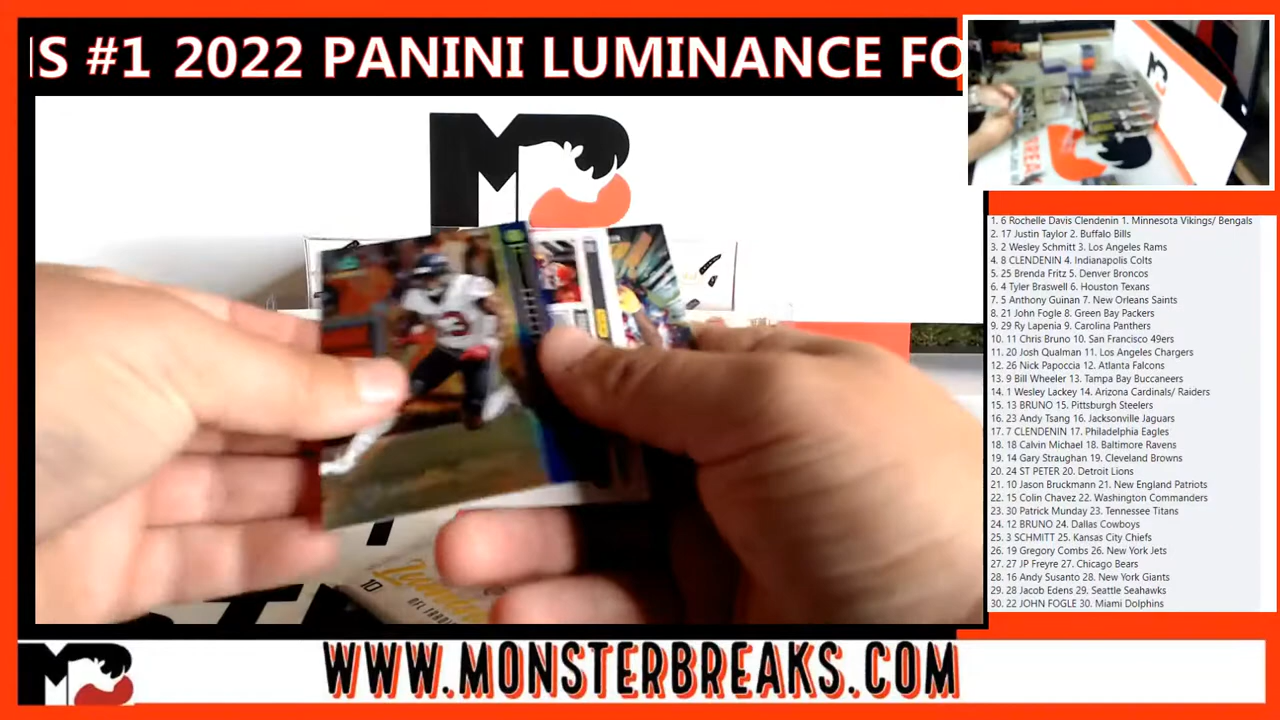 IS #1 2022 PANINI LUMINANCE FO
1. 6 Rochelle Davis Clendenin 1. Minnesota Vikings/ Bengals
2. 17 Justin Taylor 2. Buffalo Bills
3. 2 Wesley Schmitt 3. Los Angeles Rams
4. 8 CLENDENIN 4. Indianapolis Colts
5. 25 Brenda Fritz 5. Denver Broncos
6. 4 Tyler Braswell 6. Houston Texans
7. 5 Anthony Guinan 7. New Orleans Saints
8. 21 John Fogle 8. Green Bay Packers
9. 29 Ry Lapenia 9. Carolina Panthers
10. 11 Chris Bruno 10. San Francisco 49ers
11. 20 Josh Qualman 11. Los Angeles Chargers
12. 26 Nick Papoccia 12. Atlanta Falcons
13. 9 Bill Wheeler 13. Tampa Bay Buccaneers
14. 1 Wesley Lackey 14. Arizona Cardinals/ Raiders
15. 13 BRUNO 15. Pittsburgh Steelers
16. 23 Andy Tsang 16. Jacksonville Jaguars
17. 7 CLENDENIN 17. Philadelphia Eagles
18. 18 Calvin Michael 18. Baltimore Ravens
19. 14 Gary Straughan 19. Cleveland Browns
20. 24 ST PETER 20. Detroit Lions
21. 10 Jason Bruckmann 21. New England Patriots
22. 15 Colin Chavez 22. Washington Commanders
23. 30 Patrick Munday 23. Tennessee Titans
24. 12 BRUNO 24. Dallas Cowboys
25. 3 SCHMITT 25. Kansas City Chiefs
26. 19 Gregory Combs 26. New York Jets
27. 27 JP Freyre 27. Chicago Bears
28. 16 Andy Susanto 28. New York Giants
29. 28 Jacob Edens 29. Seattle Seahawks
30. 22 JOHN FOGLE 30. Miami Dolphins
10
WWW.MONSTERBREAKS.COM